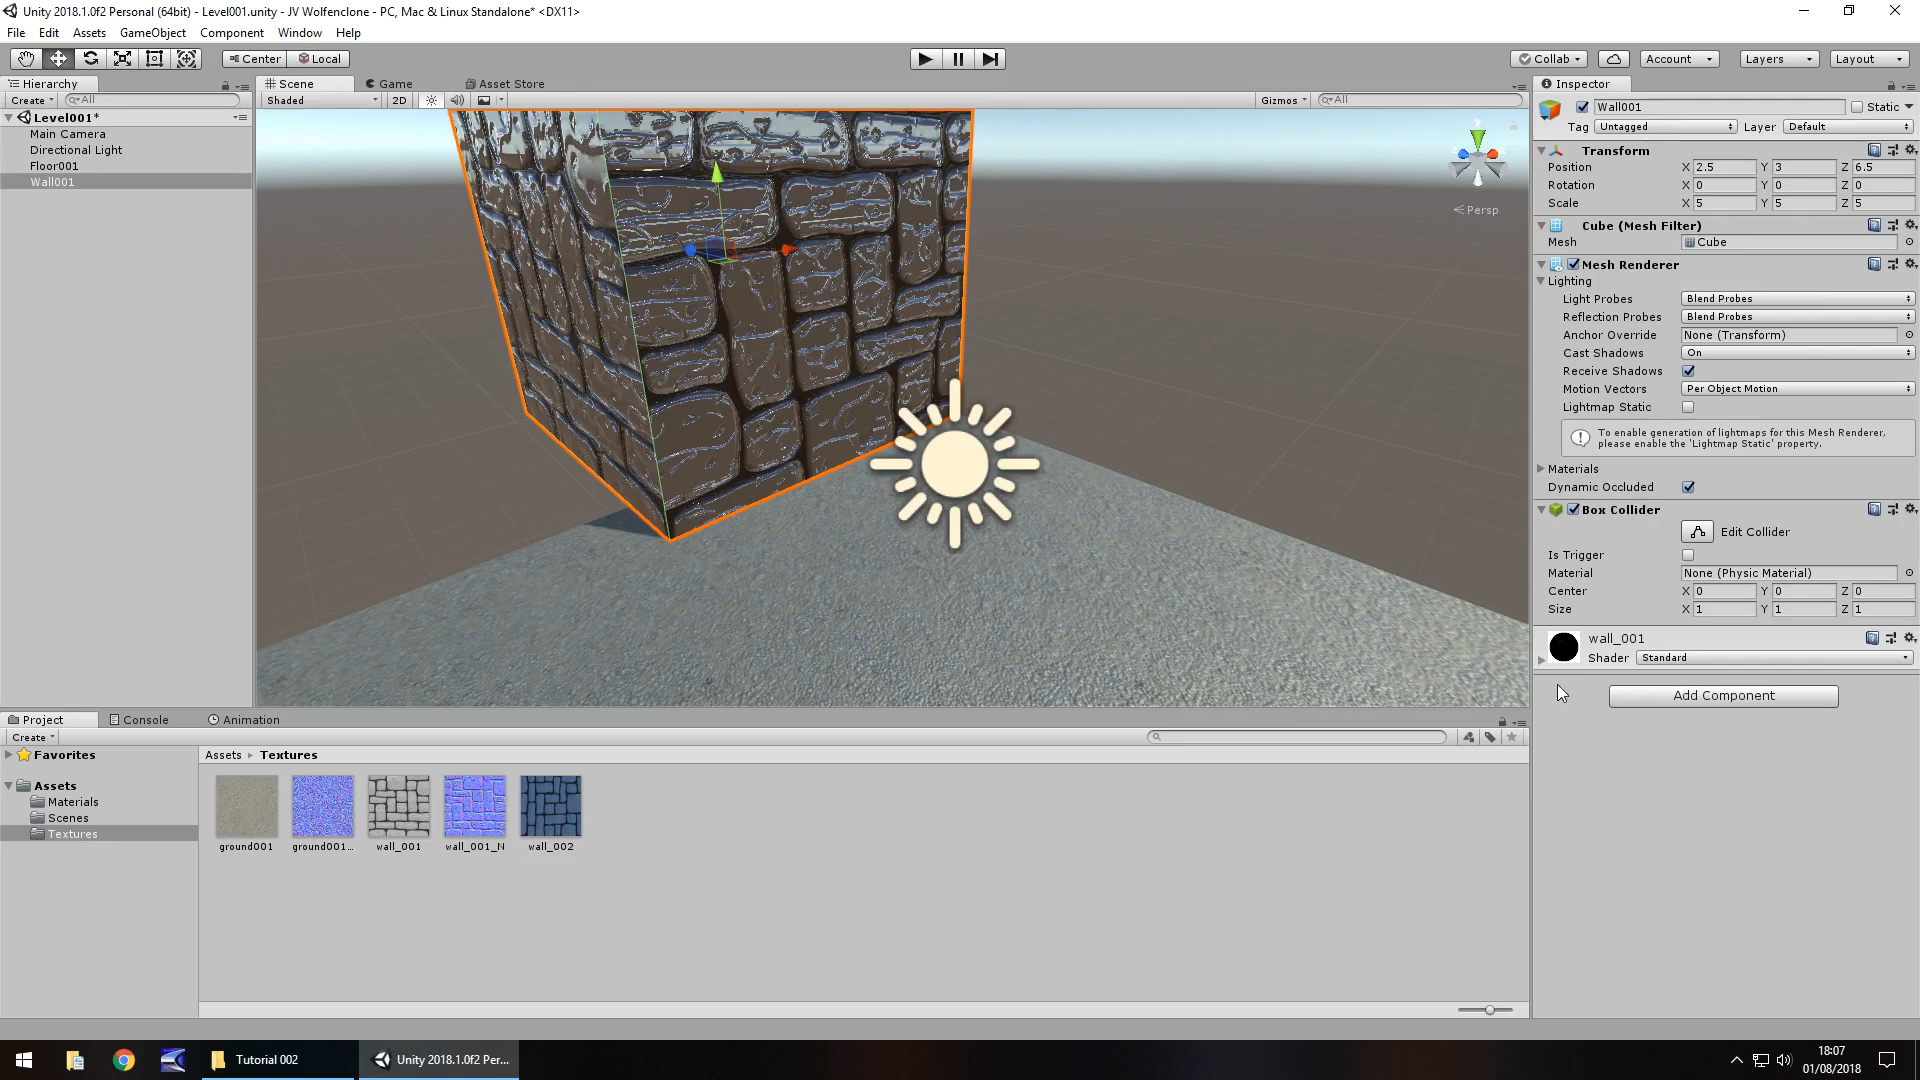 Unity 2018.1.0f2 Personal (64bit) - Level001.unity - JV Wolfenclone - PC, Mac & Linux Standalone* <DX11>
File Edit Assets GameObject Component Window Help
Center Local Collab Account Layers Layout
Hierarchy
Create All
Level001*
Main Camera
Directional Light
Floor001
Wall001
Scene Game Asset Store
Shaded 2D Gizmos All
y
Persp
Inspector
Wall001 Static
Tag Untagged Layer Default
Transform
Position X 2.5 Y 3 Z 6.5
Rotation X 0 Y 0 Z 0
Scale X 5 Y 5 Z 5
Cube (Mesh Filter)
Mesh Cube
Mesh Renderer
Lighting
Light Probes Blend Probes
Reflection Probes Blend Probes
Anchor Override None (Transform)
Cast Shadows On
Receive Shadows
Motion Vectors Per Object Motion
Lightmap Static
To enable generation of lightmaps for this Mesh Renderer,
please enable the 'Lightmap Static' property.
Materials
Dynamic Occluded
Box Collider
Edit Collider
Is Trigger
Material None (Physic Material)
Center X 0 Y 0 Z 0
Size X 1 Y 1 Z 1
wall_001
Shader Standard
Add Component
Project Console Animation
Create
Favorites
Assets
Materials
Scenes
Textures
Assets Textures
ground001 ground001... wall_001 wall_001_N wall_002
Tutorial 002
Unity 2018.1.0f2 Per...
18:07
01/08/2018